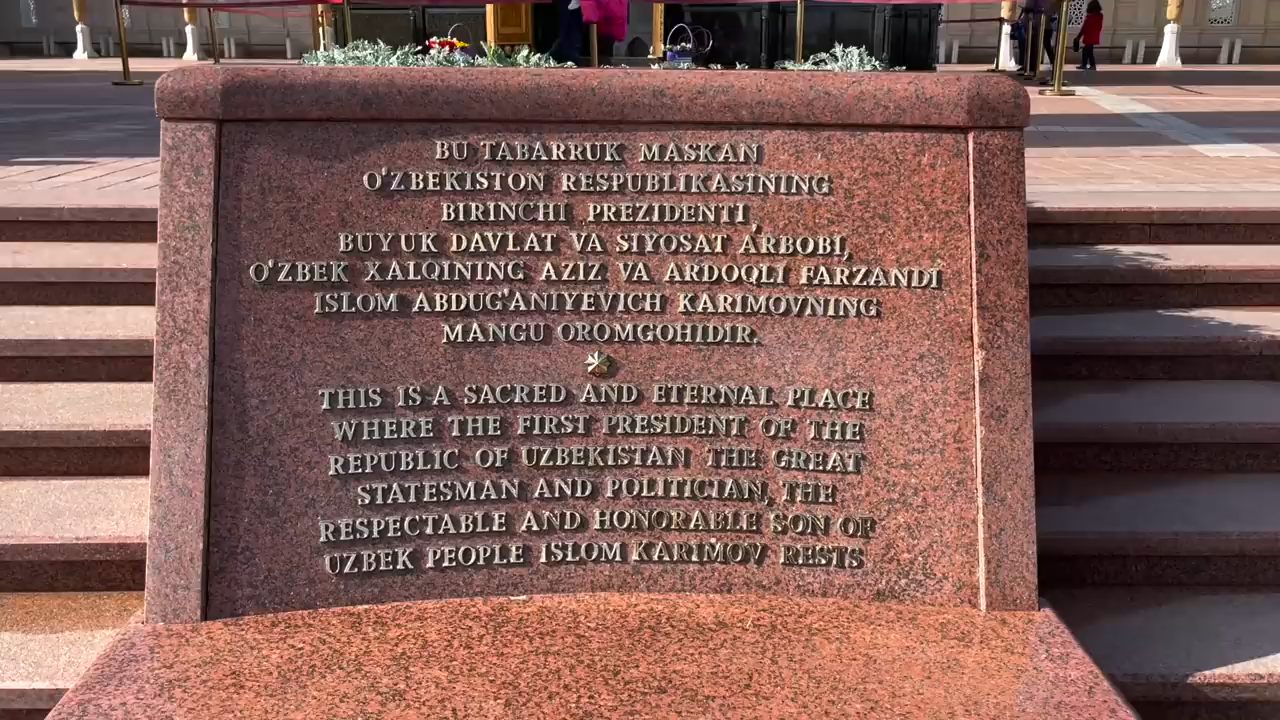 BU TABARRUK MASKAN
O'ZBEKISTON RESPUBLIKASINING
BIRINCHI PREZIDENTI,
BUYUK DAVLAT VA SIYOSAT ARBOBI,
O'ZBEK XALQINING AZIZ VA ARDOQLI FARZANDI
ISLOM ABDUG'ANIYEVICH KARIMOVNING
MANGU OROMGOHIDIR.
THIS IS A SACRED AND ETERNAL PLACE
WHERE THE FIRST PRESIDENT OF THE
REPUBLIC OF UZBEKISTAN THE GREAT
STATESMAN AND POLITICIAN, THE
RESPECTABLE AND HONORABLE SON OF
UZBEK PEOPLE ISLOM KARIMOV RESTS